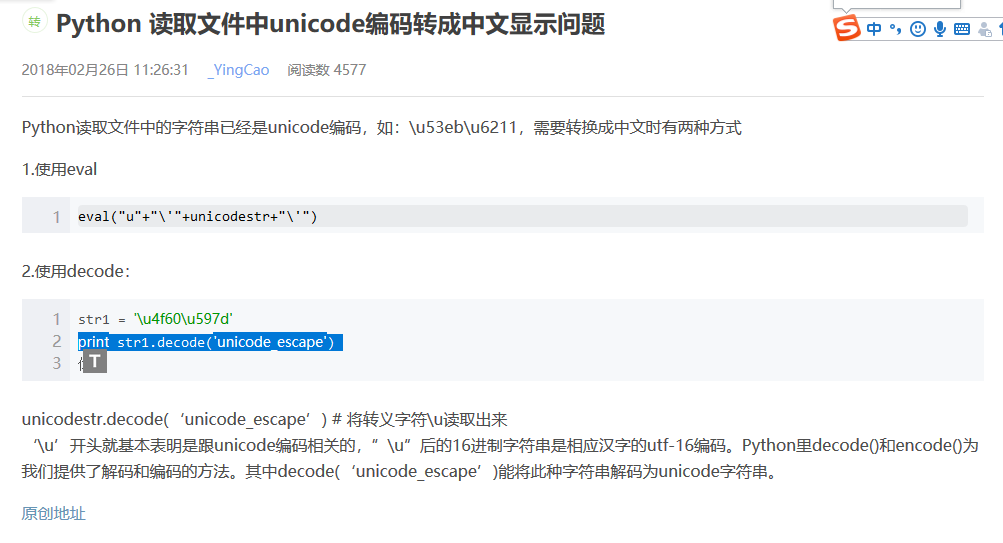 转 Python 读取文件中unicode编码转成中文显示问题
中
2018年02月26日 11:26:31 _YingCao 阅读数 4577
Python读取文件中的字符串已经是unicode编码，如：\u53eb\u6211，需要转换成中文时有两种方式
1.使用eval
1 eval("u"+"\'"+unicodestr+"\'")
2.使用decode：
1 str1 = '\u4f60\u597d'
2 print str1.decode('unicode_escape')
3 T
unicodestr.decode(‘unicode_escape’) # 将转义字符\u读取出来
‘\u’开头就基本表明是跟unicode编码相关的，“\u”后的16进制字符串是相应汉字的utf-16编码。Python里decode()和encode()为
我们提供了解码和编码的方法。其中decode(‘unicode_escape’)能将此种字符串解码为unicode字符串。
原创地址